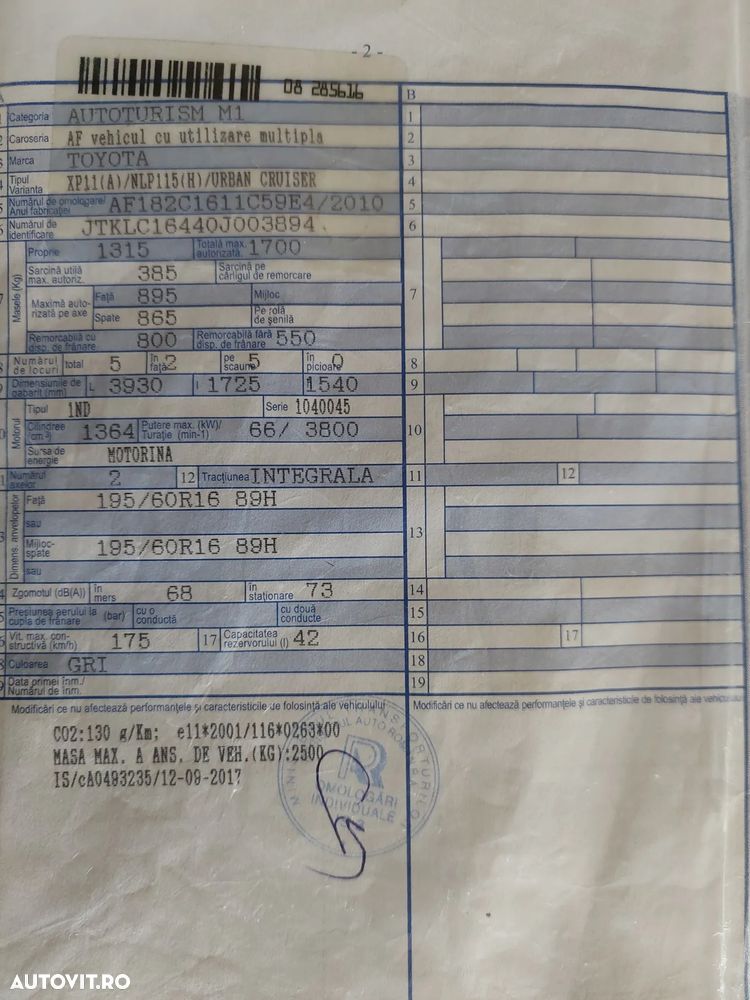 - 2 -
08 285616
B
Categoria AUTOTURISM M1 1
Caroseria AF vehicul cu utilizare multipla 2
Marca TOYOTA 3
Tipul Varianta XP11(A)/NLP115(H)/URBAN CRUISER 4
Numărul de omologare/ Anul fabricației AF182C1611C59E4/2010 5
Numărul de identificare JTKLC16440J003894 6
Masele (Kg) Proprie 1315 Totală max. autorizată. 1700
Sarcină utilă max. autoriz. 385 Sarcină pe cârligul de remorcare
Maximă autorizată pe axe Față 895 Mijloc 7
Spate 865 Pe rolă de șenilă
Remorcabilă cu disp. de frânare 800 Remorcabilă fără disp. de frânare 550
Numărul de locuri total 5 în față 2 pe scaune 5 în picioare 0 8
Dimensiunile de gabarit (mm) L 3930 l 1725 1540 9
Motorul Tipul 1ND Serie 1040045
Cilindree cm³) 1364 Putere max. (kW)/ Turație (min-1) 66/ 3800 10
Sursa de energie MOTORINA
Numărul axelor 2 12 Tracțiunea INTEGRALA 11 12
Dimens. anvelopelor Față 195/60R16 89H
sau
Mijloc-spate 195/60R16 89H 13
sau
Zgomotul (dB(A)) în mers 68 în staționare 73 14
Presiunea aerului la cupla de frânare (bar) cu o conductă cu două conducte 15
Vit. max. constructivă (km/h) 175 17 Capacitatea rezervorului (l) 42 16 17
Culoarea GRI 18
Data primei înm./ Numărul de înm. 19
Modificări ce nu afectează performanțele și caracteristicile de folosință ale vehiculului
Modificări ce nu afectează performanțele și caracteristicile de folosință ale vehiculu
CO2:130 g/Km; e11*2001/116*0263*00
MASA MAX. A ANS. DE VEH.(KG):2500
IS/cA0493235/12-09-2017
OMOLOGĂRI
INDIVIDUALE
AUTOVIT.RO